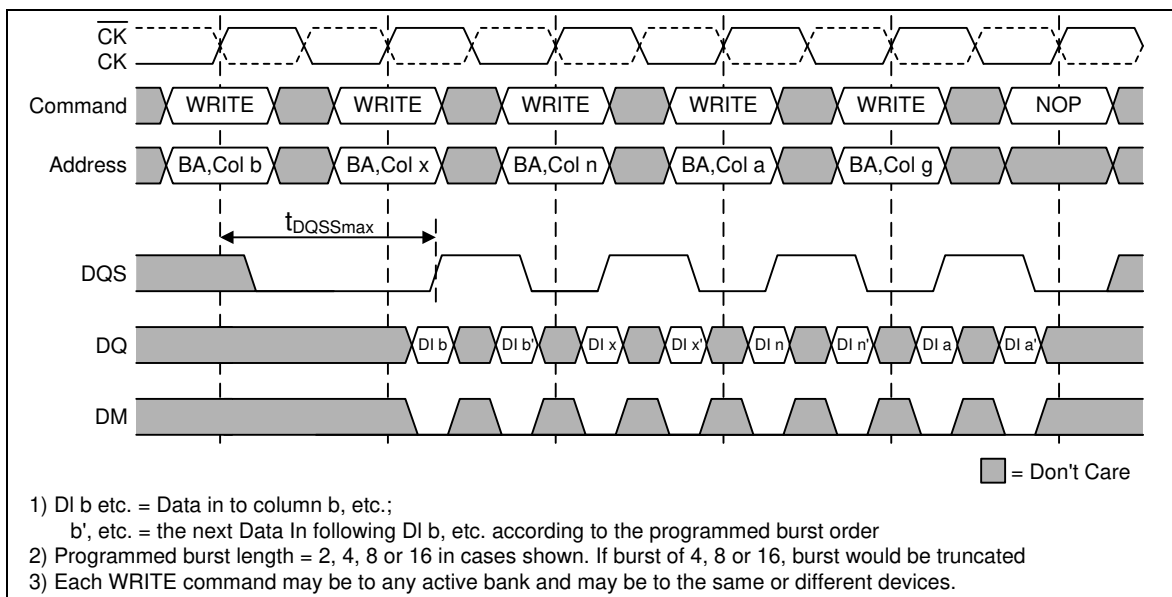 CK
CK
Command WRITE WRITE WRITE WRITE WRITE NOP
Address BA,Col b BA,Col x BA,Col n BA,Col a BA,Col g
tDQSSmax
DQS
DQ DI b DI b' DI x DI x' DI n DI n' DI a DI a'
DM
= Don't Care
1) DI b etc. = Data in to column b, etc.;
b', etc. = the next Data In following DI b, etc. according to the programmed burst order
2) Programmed burst length = 2, 4, 8 or 16 in cases shown. If burst of 4, 8 or 16, burst would be truncated
3) Each WRITE command may be to any active bank and may be to the same or different devices.